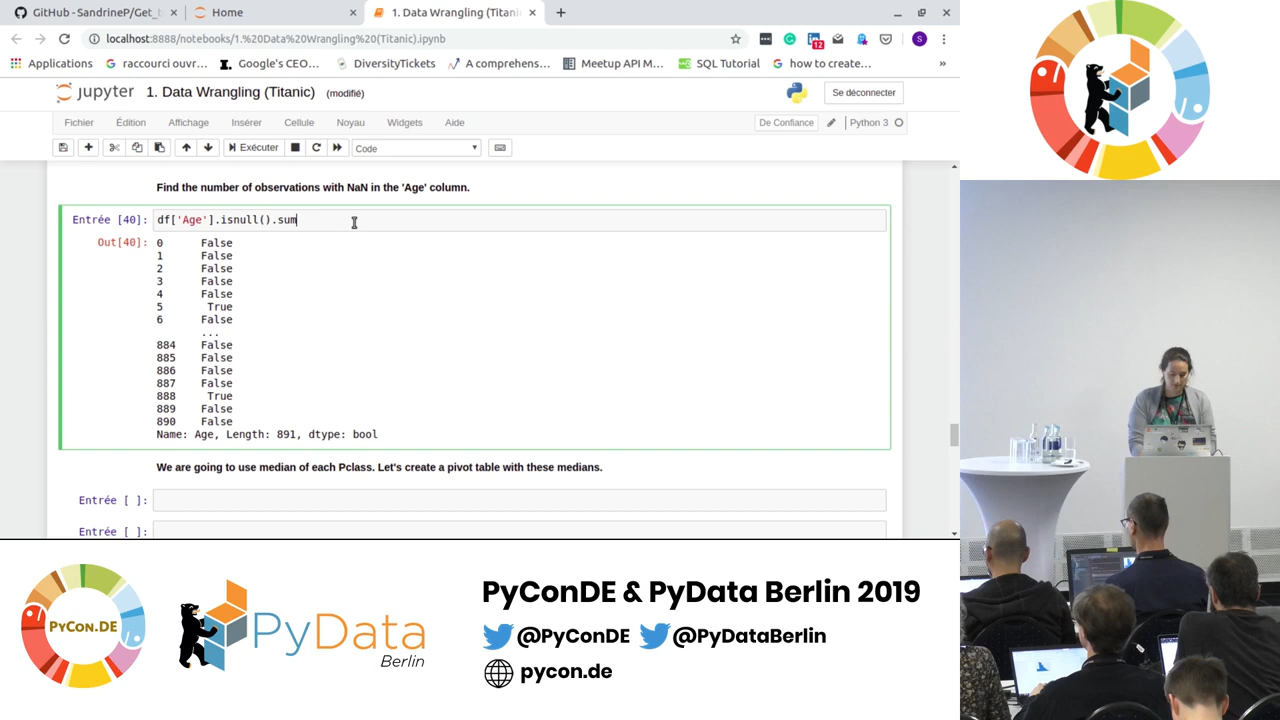 GitHub - SandrineP/Get_b
Home
1. Data Wrangling (Titani
localhost:8888/notebooks/1.%20Data%20Wrangling%20(Titanic).ipynb
12
S
Applications
raccourci ouvr...
Google's CEO...
DiversityTickets
A comprehens...
Meetup API M...
SQL Tutorial
how to create...
»
jupyter 1. Data Wrangling (Titanic) (modifié)
Se déconnecter
Fichier
Édition
Affichage
Insérer
Cellule
Noyau
Widgets
Aide
De Confiance
Python 3
Exécuter
Code
Find the number of observations with NaN in the 'Age' column.
Entrée [40]: df['Age'].isnull().sum
Out[40]: 0 False
1 False
2 False
3 False
4 False
5 True
6 False
...
884 False
885 False
886 False
887 False
888 True
889 False
890 False
Name: Age, Length: 891, dtype: bool
We are going to use median of each Pclass. Let's create a pivot table with these medians.
Entrée [ ]:
Entrée [ ]:
PyCon.DE
PyData
Berlin
PyConDE & PyData Berlin 2019
@PyConDE @PyDataBerlin
pycon.de